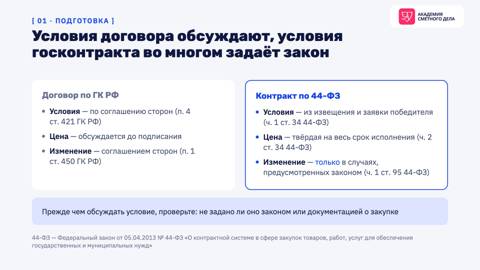 [ 01 · ПОДГОТОВКА ]
АКАДЕМИЯ
СМЕТНОГО ДЕЛА
Условия договора обсуждают, условия
госконтракта во многом задаёт закон
Договор по ГК РФ
• Условия — по соглашению сторон (п. 4
ст. 421 ГК РФ)
• Цена — обсуждается до подписания
• Изменение — соглашением сторон (п. 1
ст. 450 ГК РФ)
Контракт по 44-ФЗ
• Условия — из извещения и заявки победителя
(ч. 1 ст. 34 44-ФЗ)
• Цена — твёрдая на весь срок исполнения (ч. 2
ст. 34 44-ФЗ)
• Изменение — только в случаях,
предусмотренных законом (ч. 1 ст. 95 44-ФЗ)
Прежде чем обсуждать условие, проверьте: не задано ли оно законом или документацией о закупке
44-ФЗ — Федеральный закон от 05.04.2013 № 44-ФЗ «О контрактной системе в сфере закупок товаров, работ, услуг для обеспечения
государственных и муниципальных нужд»